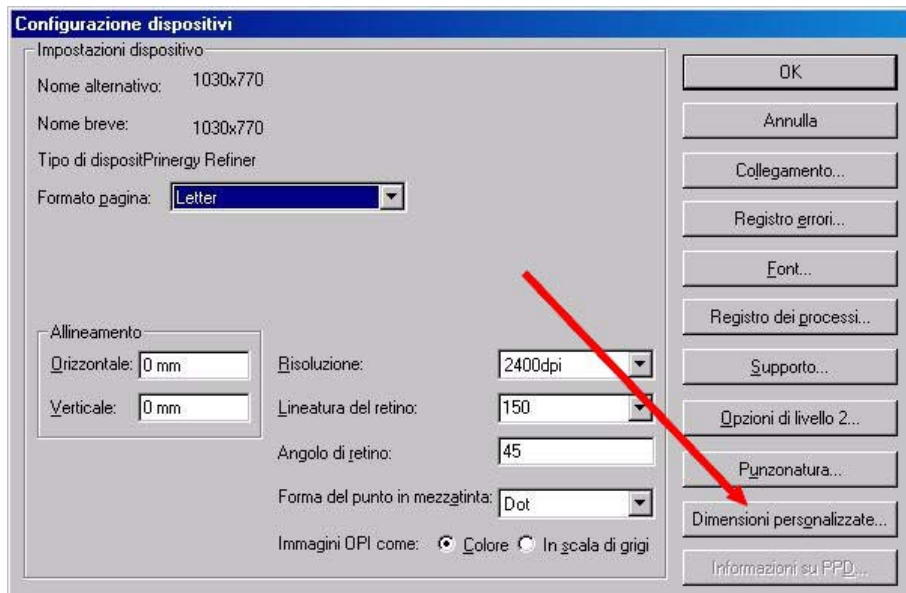 Configurazione dispositivi
Impostazioni dispositivo
Nome alternativo: 1030x770
Nome breve: 1030x770
Tipo di dispositPrinergy Refiner
Formato pagina: Letter
Allineamento
Orizzontale: 0 mm
Verticale: 0 mm
Risoluzione: 2400dpi
Lineatura del retino: 150
Angolo di retino: 45
Forma del punto in mezzatinta: Dot
Immagini OPI come: Colore In scala di grigi
OK
Annulla
Collegamento...
Registro errori...
Font...
Registro dei processi...
Supporto...
Opzioni di livello 2...
Punzonatura...
Dimensioni personalizzate...
Informazioni su PPD...